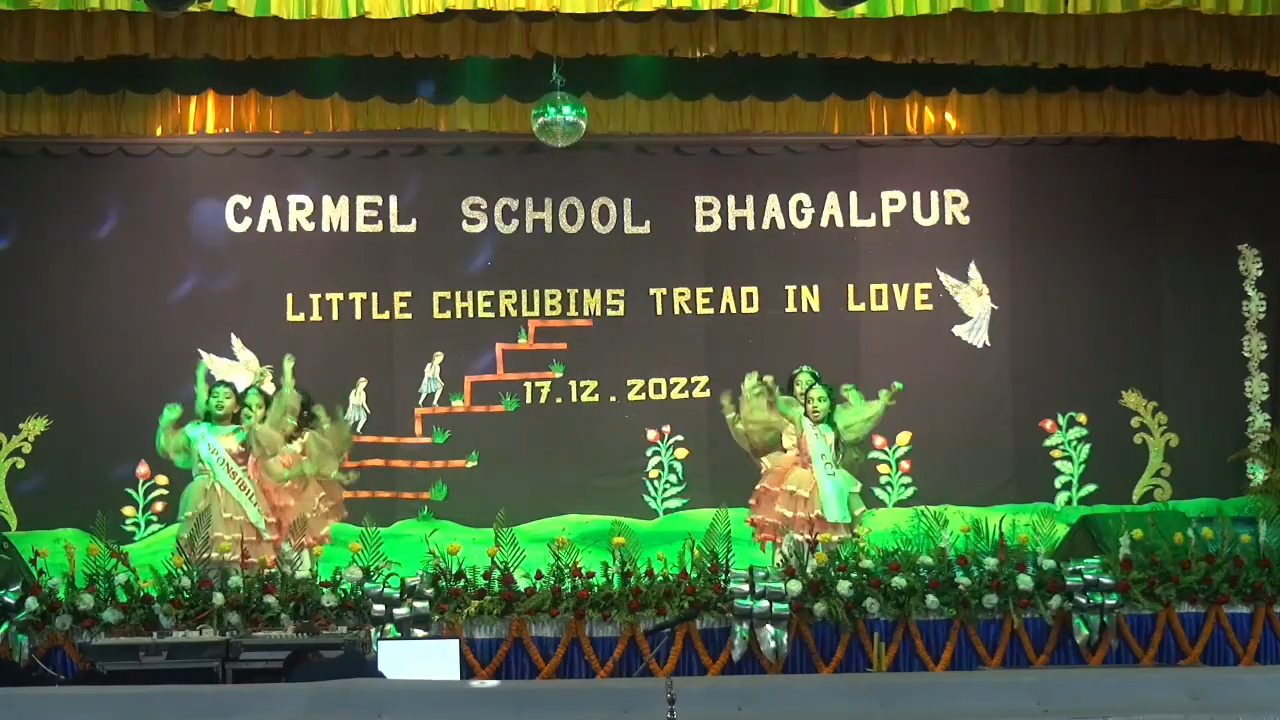 CARMEL SCHOOL BHAGALPUR
LITTLE CHERUBIMS TREAD IN LOVE
17.12.2022